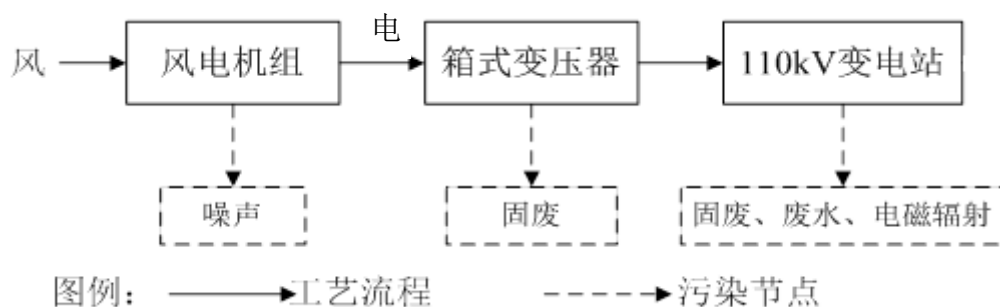 电
风 风电机组 箱式变压器 110kV变电站
噪声 固废 固废、废水、电磁辐射
图例： 工艺流程 污染节点